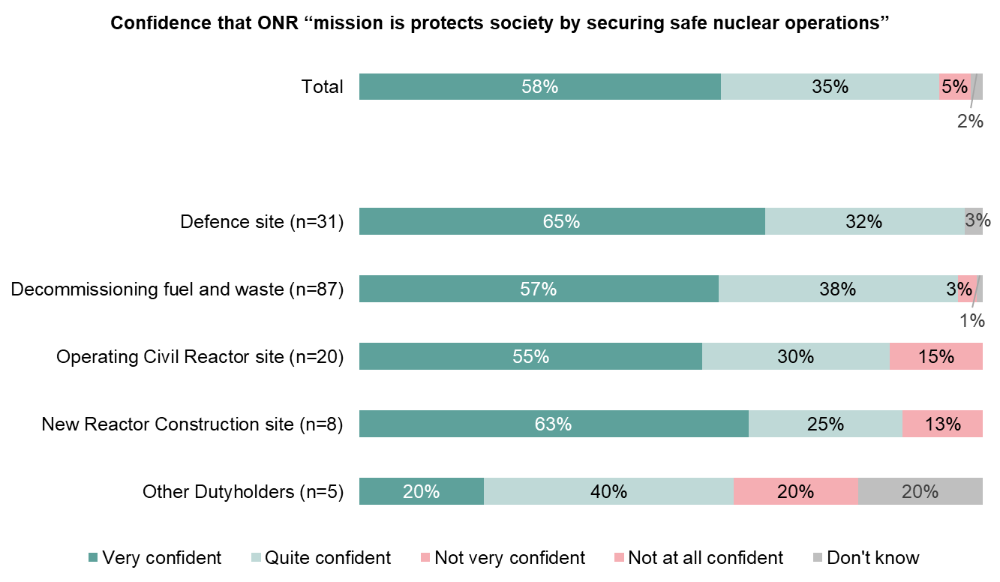 Confidence that ONR “mission is protects society by securing safe nuclear operations”
Total 58% 35% 5%
2%
Defence site (n=31) 65% 32% 3%
Decommissioning fuel and waste (n=87) 57% 38% 3%
1%
Operating Civil Reactor site (n=20) 55% 30% 15%
New Reactor Construction site (n=8) 63% 25% 13%
Other Dutyholders (n=5) 20% 40% 20% 20%
Very confident Quite confident Not very confident Not at all confident Don't know